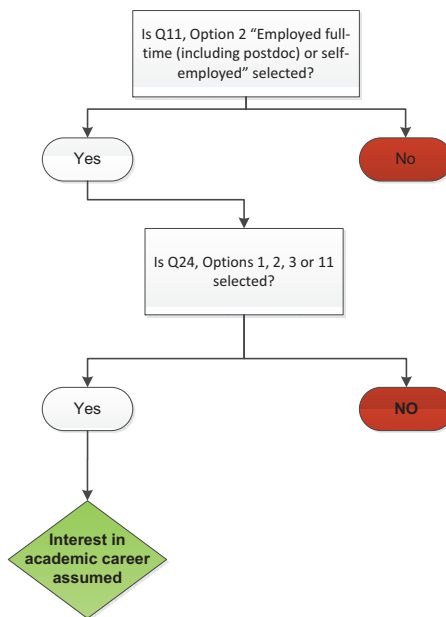 Is Q11, Option 2 “Employed full-
time (including postdoc) or self-
employed” selected?
Yes
No
Is Q24, Options 1, 2, 3 or 11
selected?
Yes
NO
Interest in
academic career
assumed